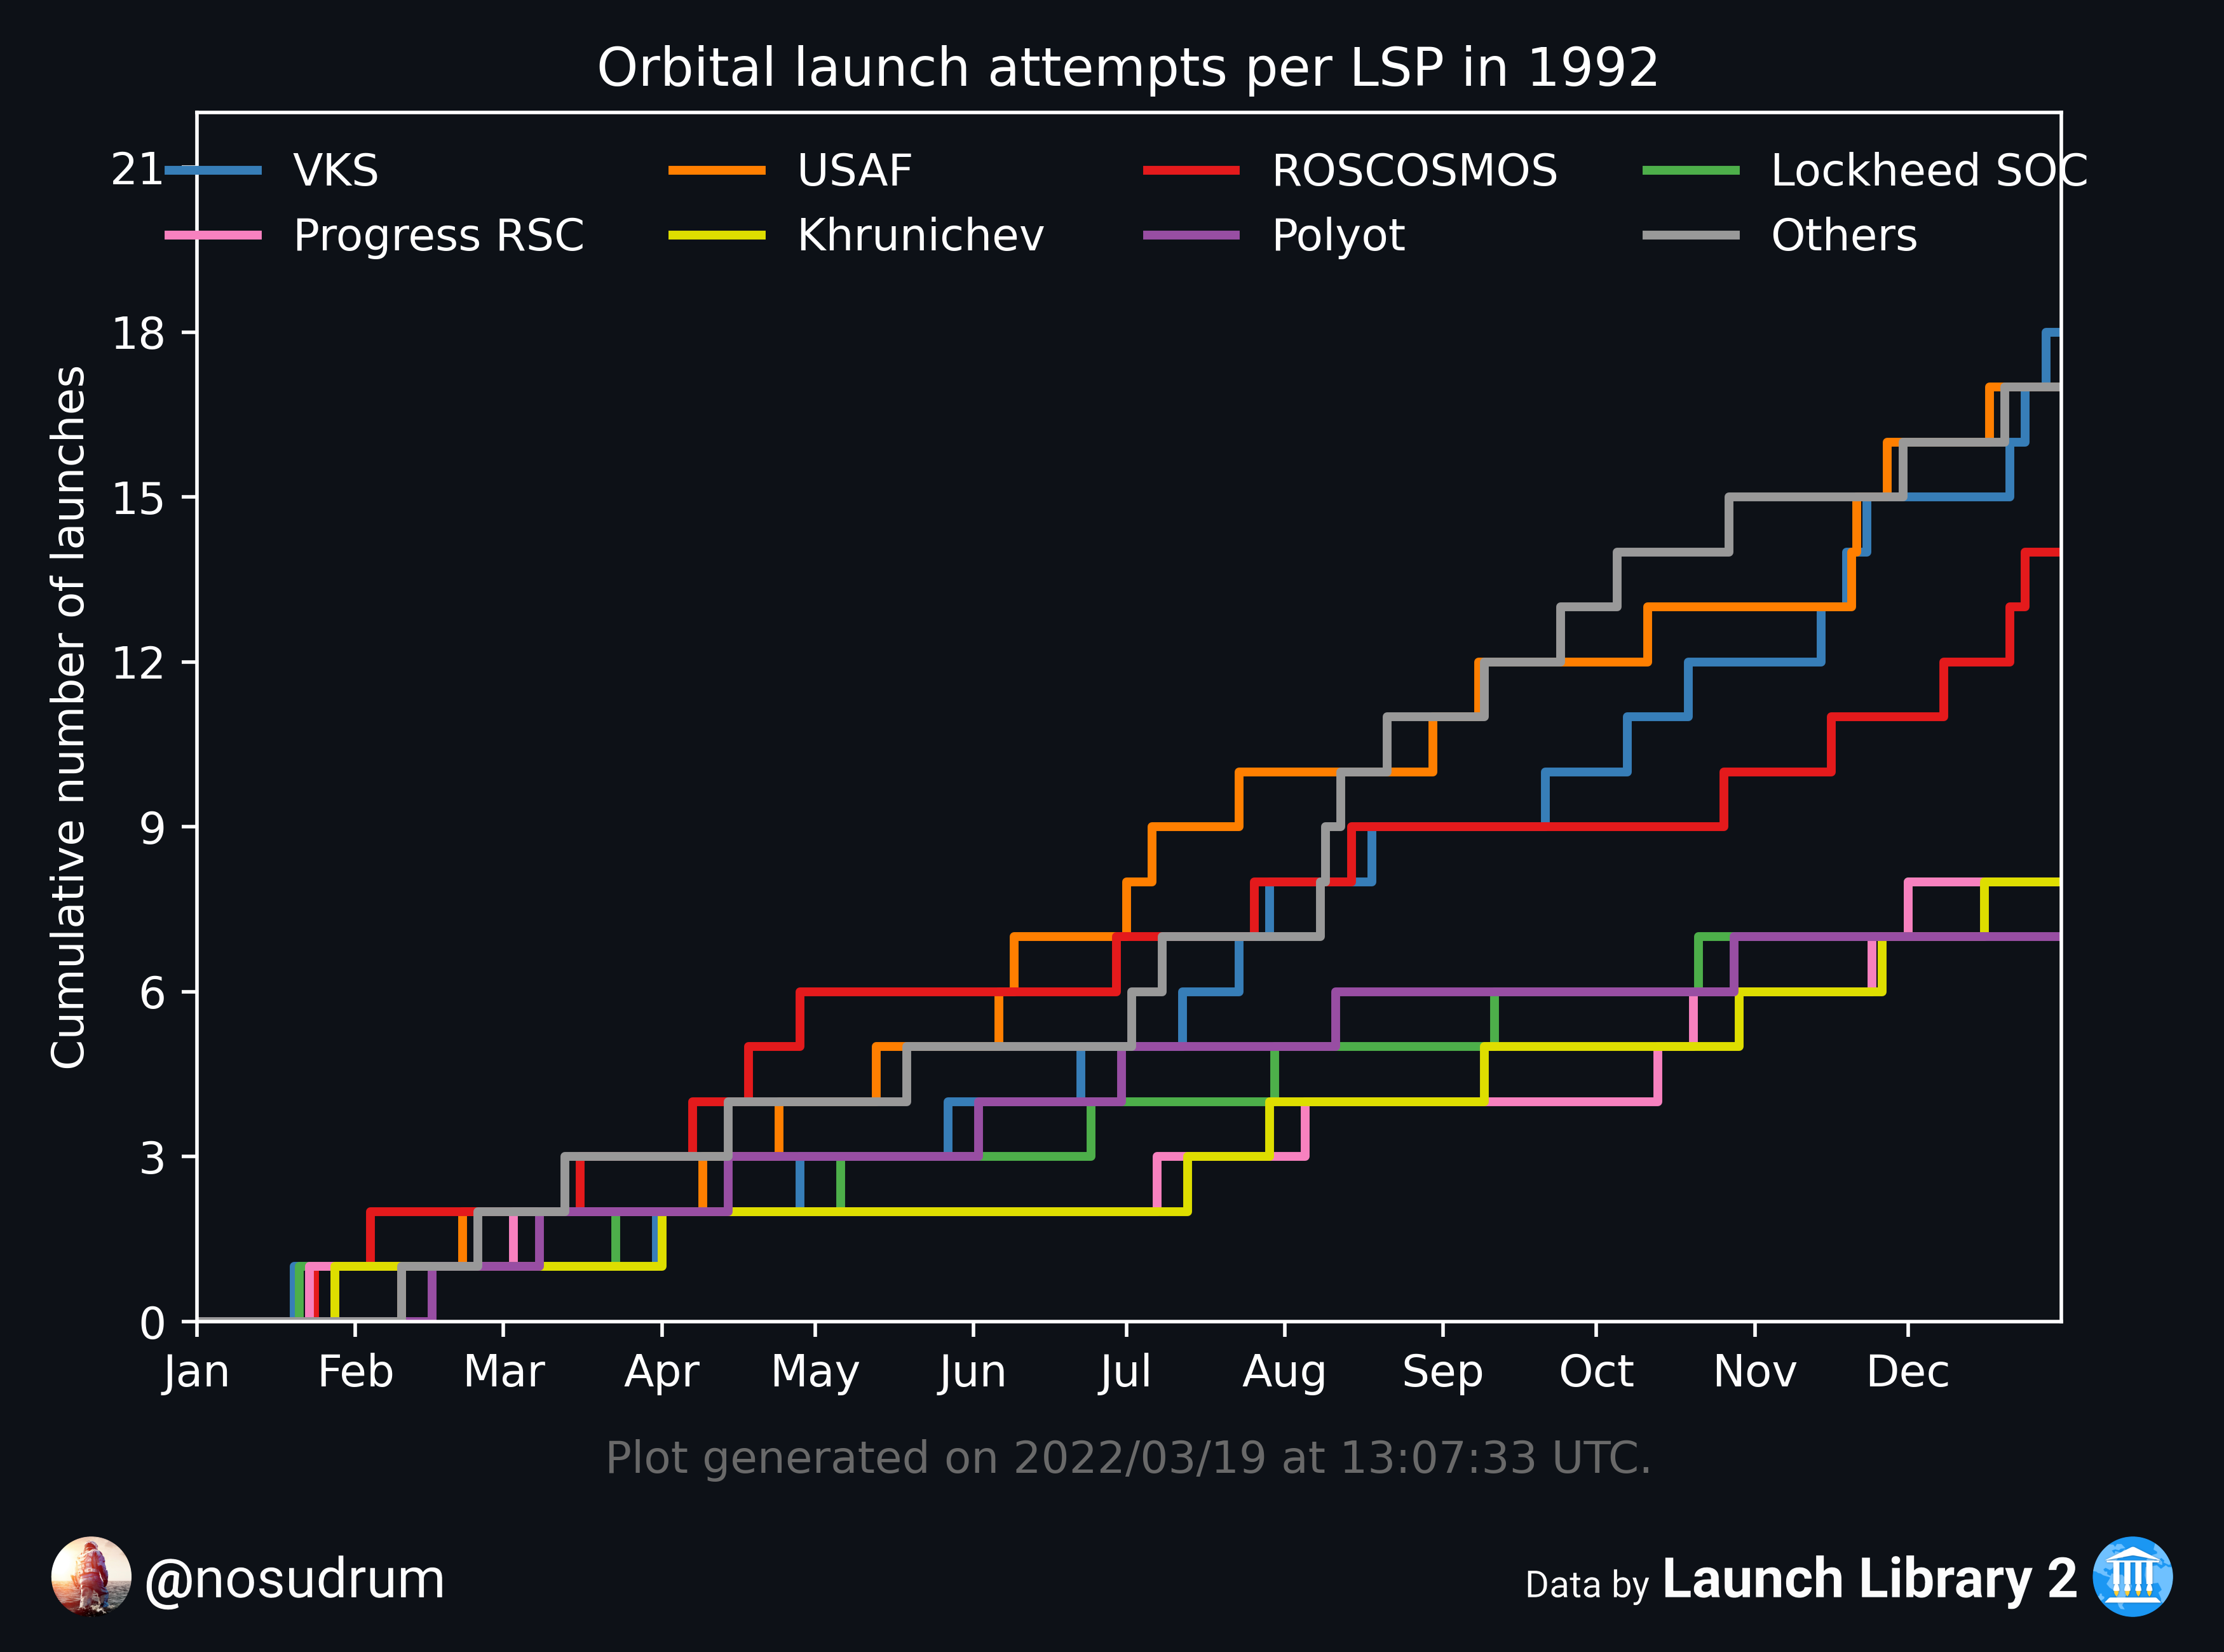 Orbital launch attempts per LSP in 1992
VKS USAF ROSCOSMOS Lockheed SOC
Progress RSC Khrunichev Polyot Others
Cumulative number of launches
21
18
15
12
9
6
3
0
Jan Feb Mar Apr May Jun Jul Aug Sep Oct Nov Dec
Plot generated on 2022/03/19 at 13:07:33 UTC.
@nosudrum
Data by Launch Library 2